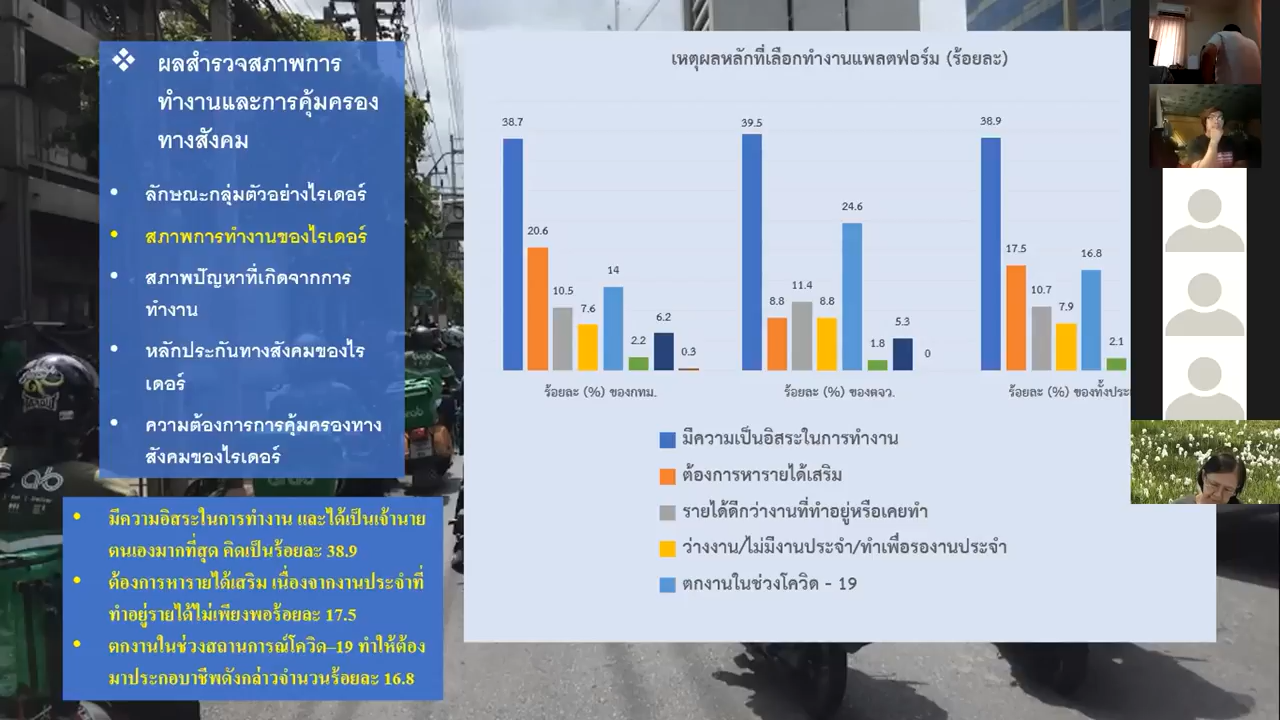 ❖ ผลสำรวจสภาพการ
ทำงานและการคุ้มครอง
ทางสังคม
• ลักษณะกลุ่มตัวอย่างไรเดอร์
• สภาพการทำงานของไรเดอร์
• สภาพปัญหาที่เกิดจากการ
ทำงาน
• หลักประกันทางสังคมของไร
เดอร์
• ความต้องการการคุ้มครองทาง
สังคมของไรเดอร์
• มีความอิสระในการทำงาน และได้เป็นเจ้านาย
ตนเองมากที่สุด คิดเป็นร้อยละ 38.9
• ต้องการหารายได้เสริม เนื่องจากงานประจำที่
ทำอยู่รายได้ไม่เพียงพอร้อยละ 17.5
• ตกงานในช่วงสถานการณ์โควิด–19 ทำให้ต้อง
มาประกอบาชีพดังกล่าวจำนวนร้อยละ 16.8
เหตุผลหลักที่เลือกทำงานแพลตฟอร์ม (ร้อยละ)
38.7 20.6 10.5 7.6 14 2.2 6.2 0.3
39.5 8.8 11.4 8.8 24.6 1.8 5.3 0
38.9 17.5 10.7 7.9 16.8 2.1
ร้อยละ (%) ของกทม. ร้อยละ (%) ของตจว. ร้อยละ (%) ของทั้งประ
มีความเป็นอิสระในการทำงาน
ต้องการหารายได้เสริม
รายได้ดีกว่างานที่ทำอยู่หรือเคยทำ
ว่างงาน/ไม่มีงานประจำ/ทำเพื่อรองานประจำ
ตกงานในช่วงโควิด - 19
Grab